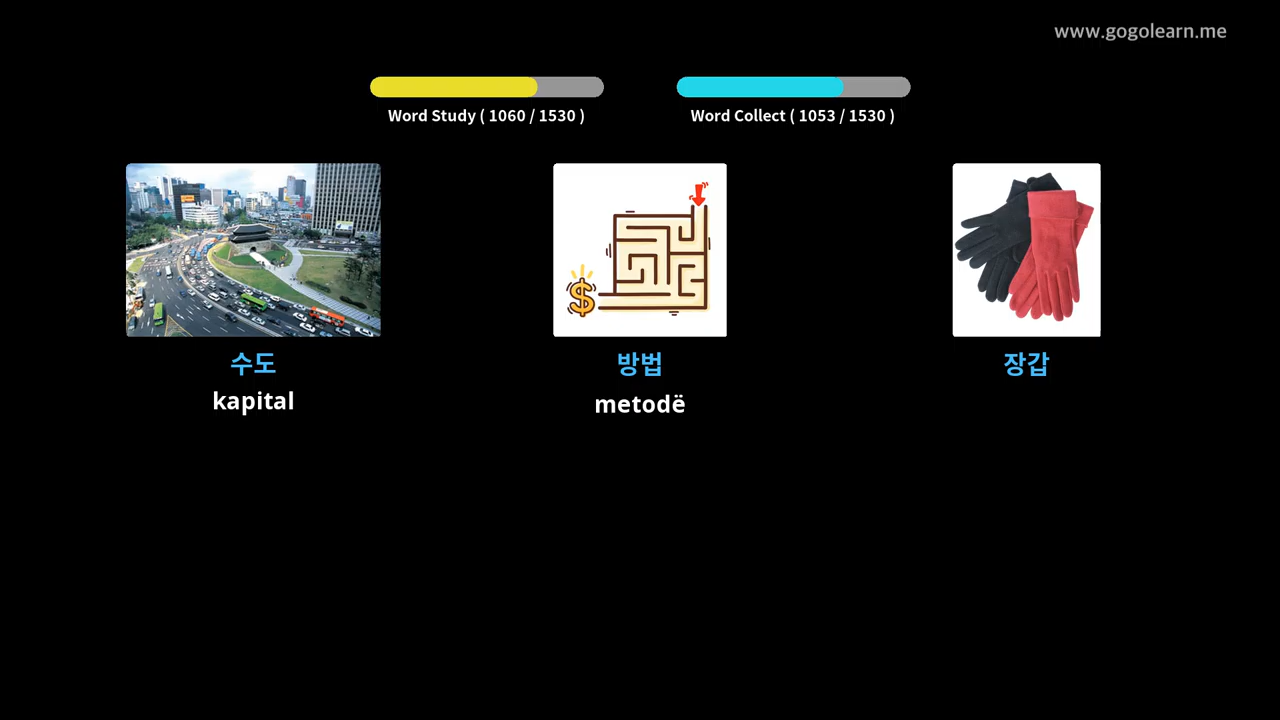 www.gogolearn.me
Word Study ( 1060 / 1530 )
Word Collect ( 1053 / 1530 )
수도
kapital
방법
metodë
장갑